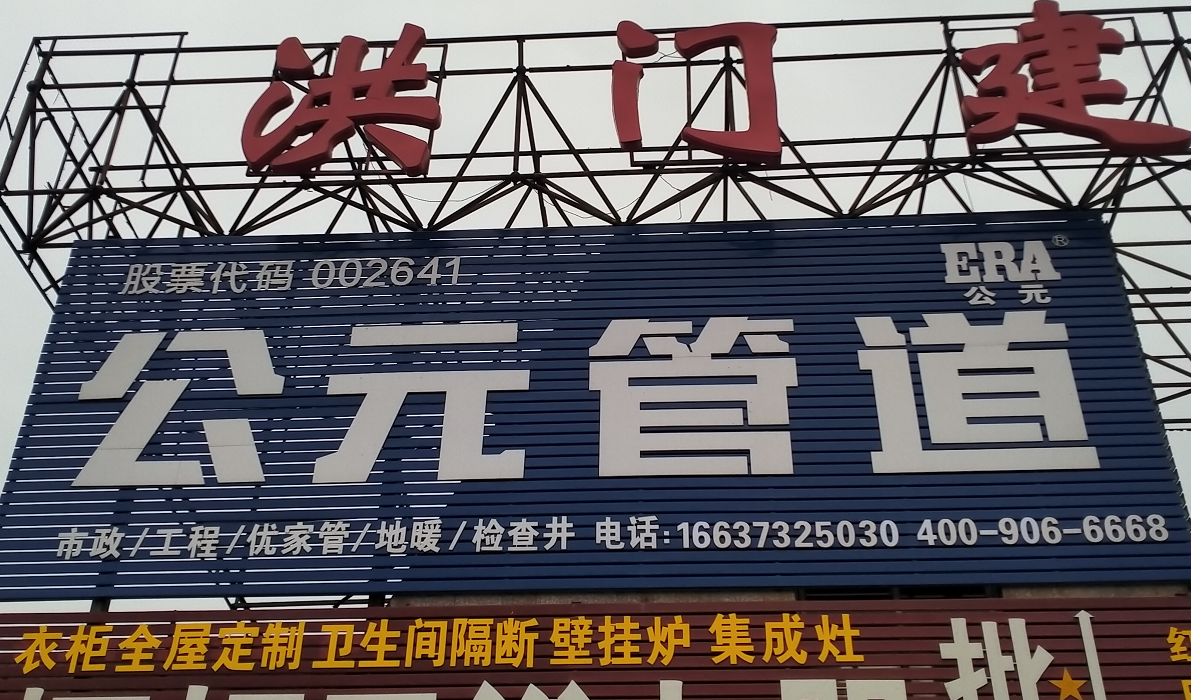 洪门建
股票代码 002641
ERA®
公元
公元管道
市政/工程/优家管/地暖/检查井 电话:16637325030 400-906-6668
衣柜全屋定制 卫生间隔断 壁挂炉 集成灶
批